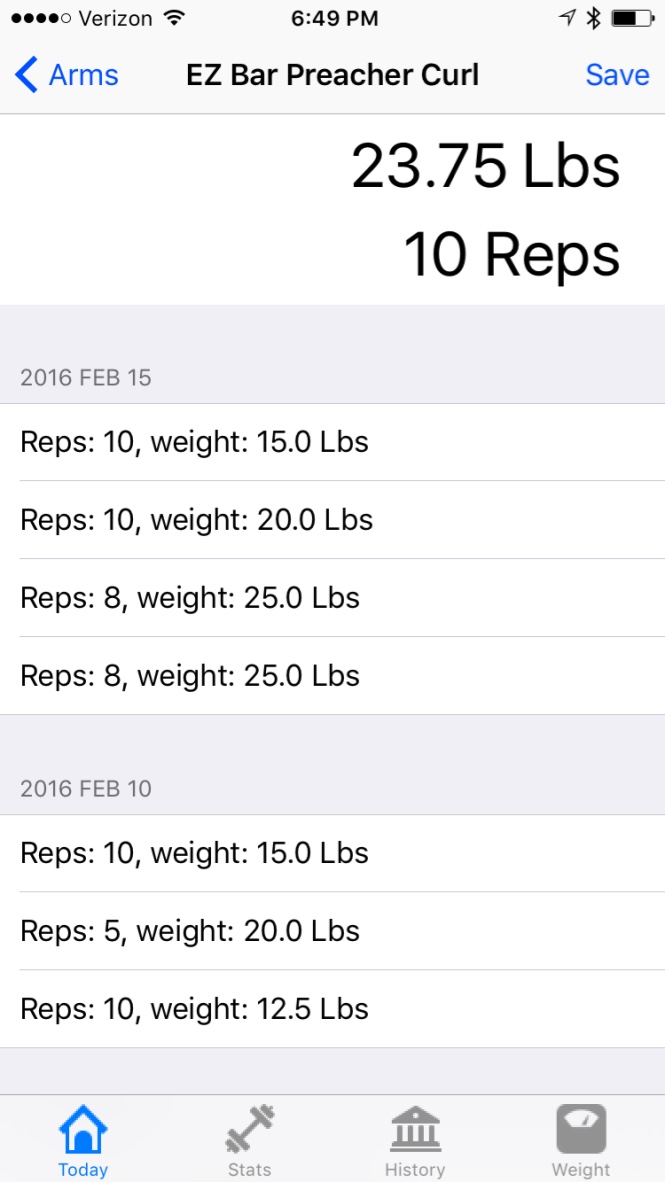 Verizon 6:49 PM
Arms EZ Bar Preacher Curl Save
23.75 Lbs
10 Reps
2016 FEB 15
Reps: 10, weight: 15.0 Lbs
Reps: 10, weight: 20.0 Lbs
Reps: 8, weight: 25.0 Lbs
Reps: 8, weight: 25.0 Lbs
2016 FEB 10
Reps: 10, weight: 15.0 Lbs
Reps: 5, weight: 20.0 Lbs
Reps: 10, weight: 12.5 Lbs
Today Stats History Weight